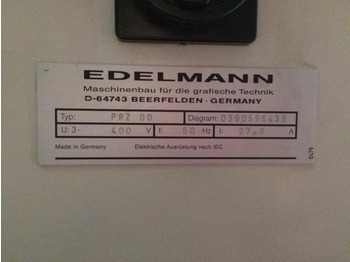 EDELMANN
Maschinenbau für die grafische Technik
D-64743 BEERFELDEN · GERMANY
Typ: PRZ 00 Diagram: 0390596438
U: 3~ 400 V f: 50 Hz I: 27,9 A
Made in Germany Elektrische Ausrüstung nach IEC